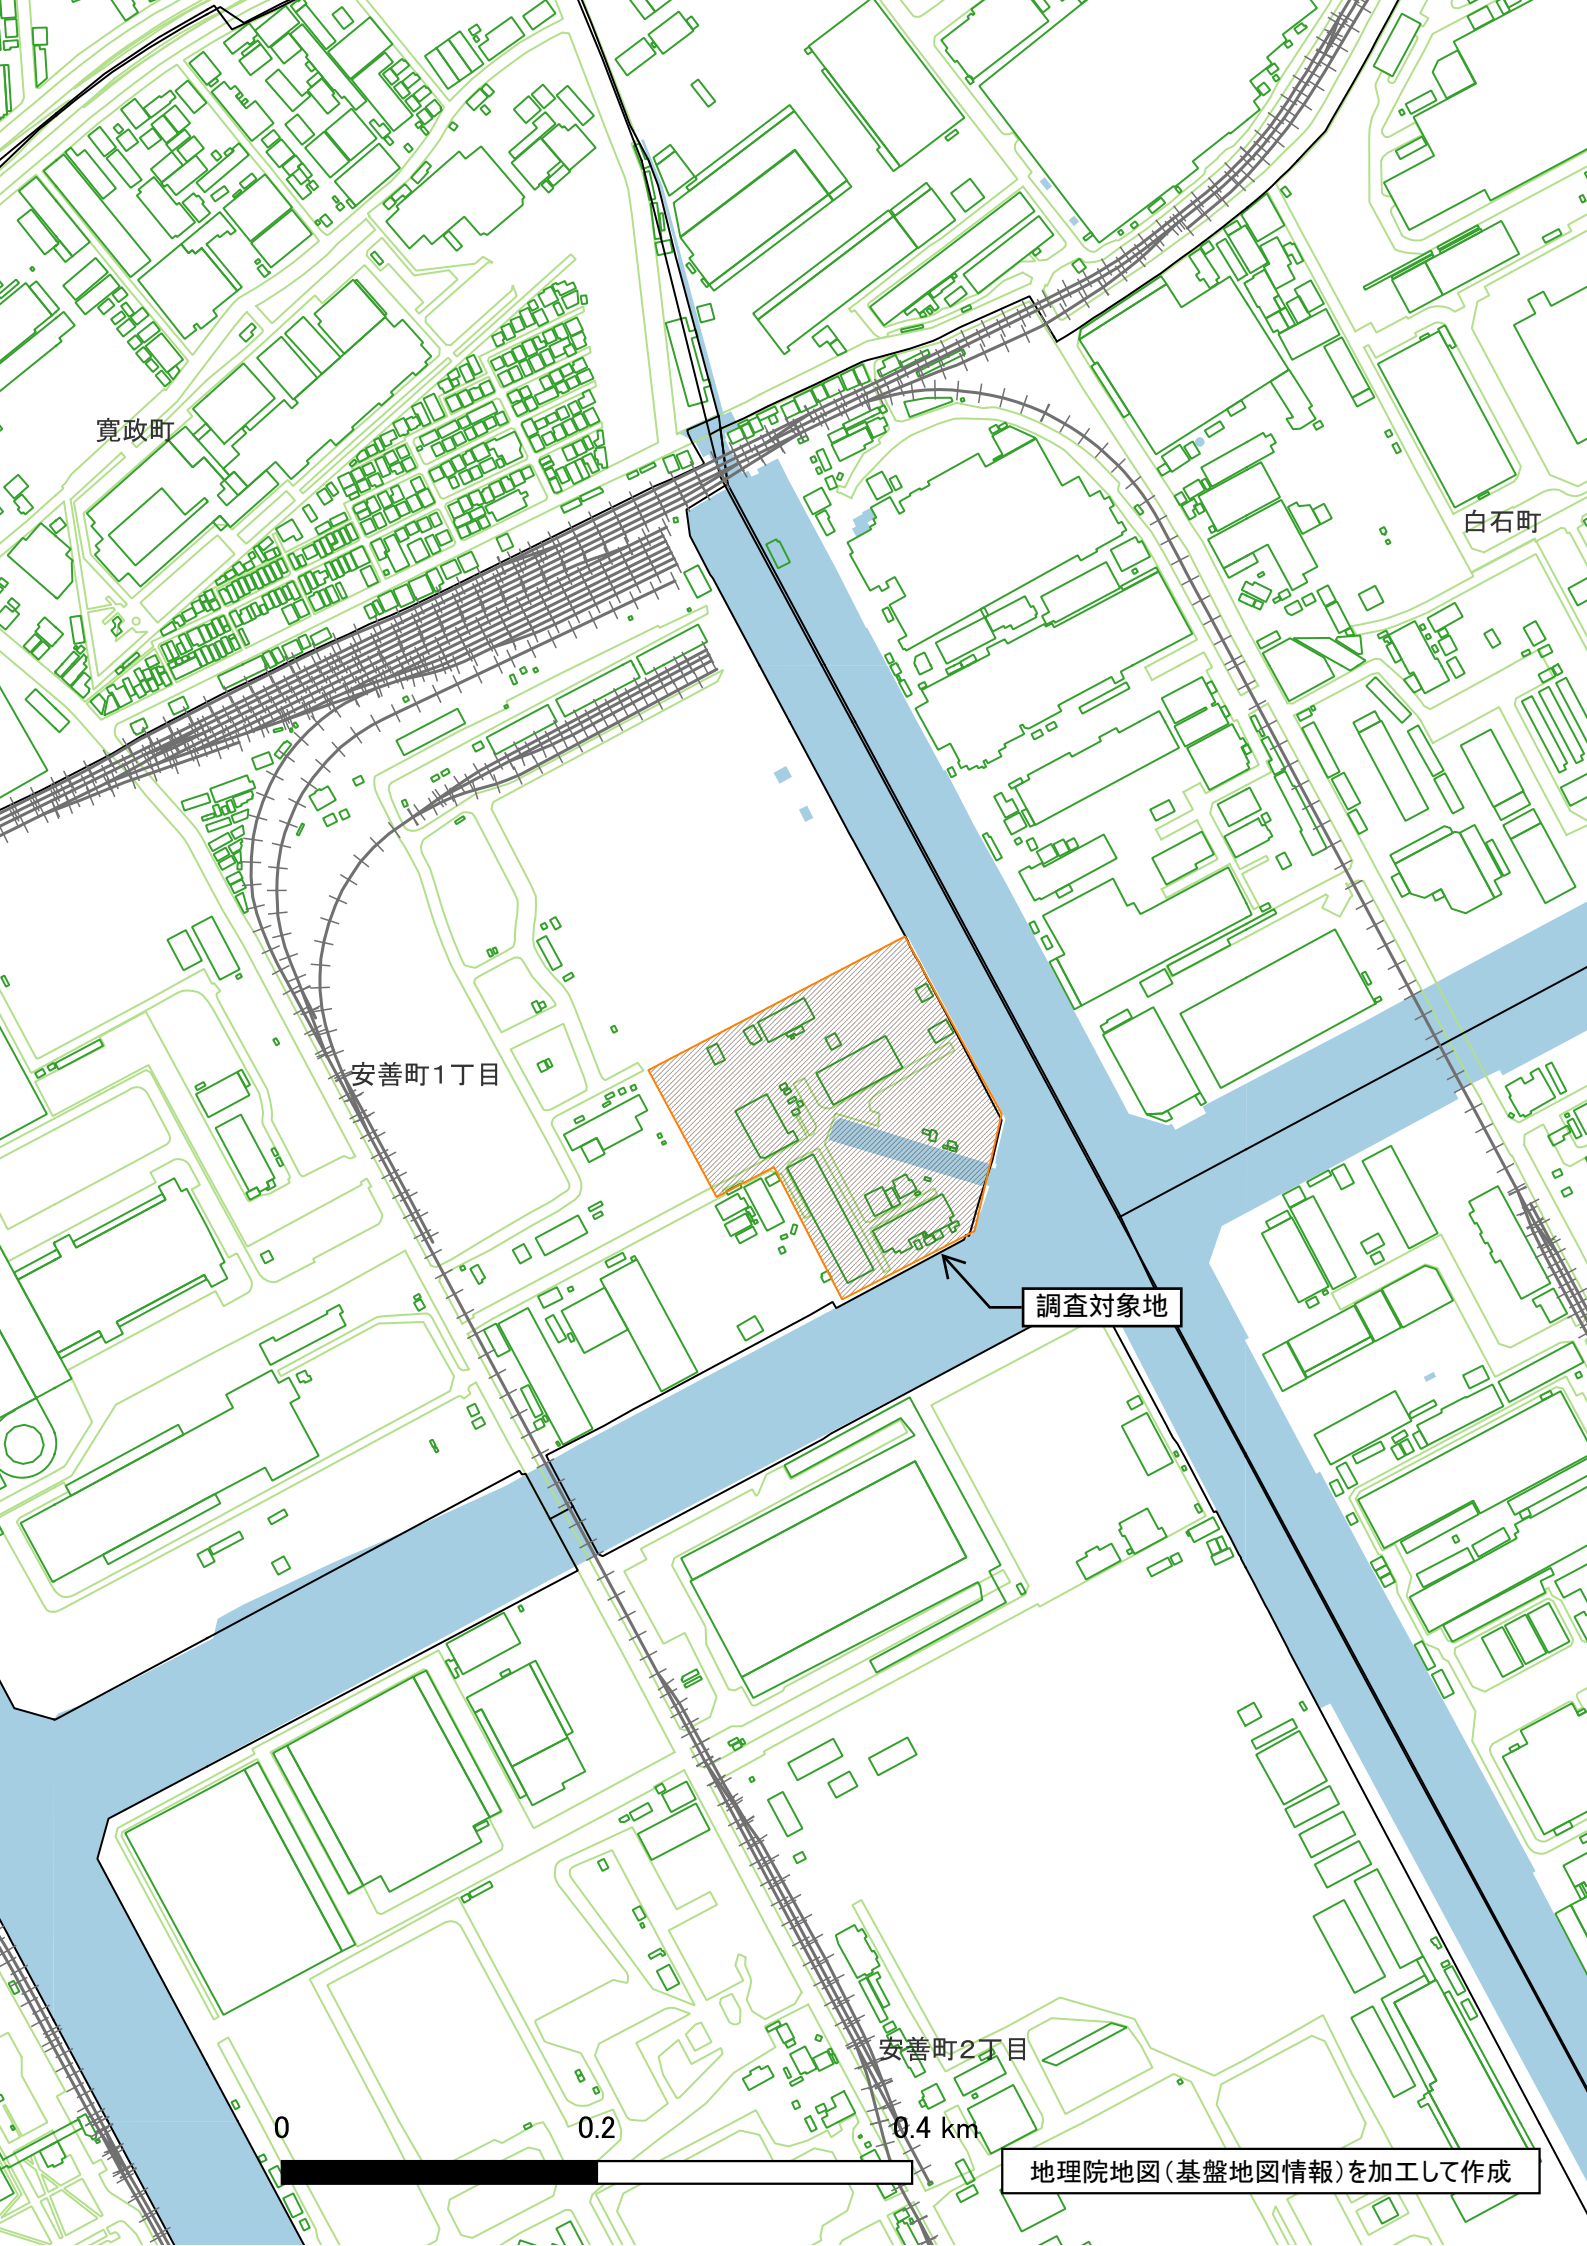 寛政町
白石町
安善町1丁目
調査対象地
安善町2丁目
0
0.2
0.4 km
地理院地図(基盤地図情報)を加工して作成